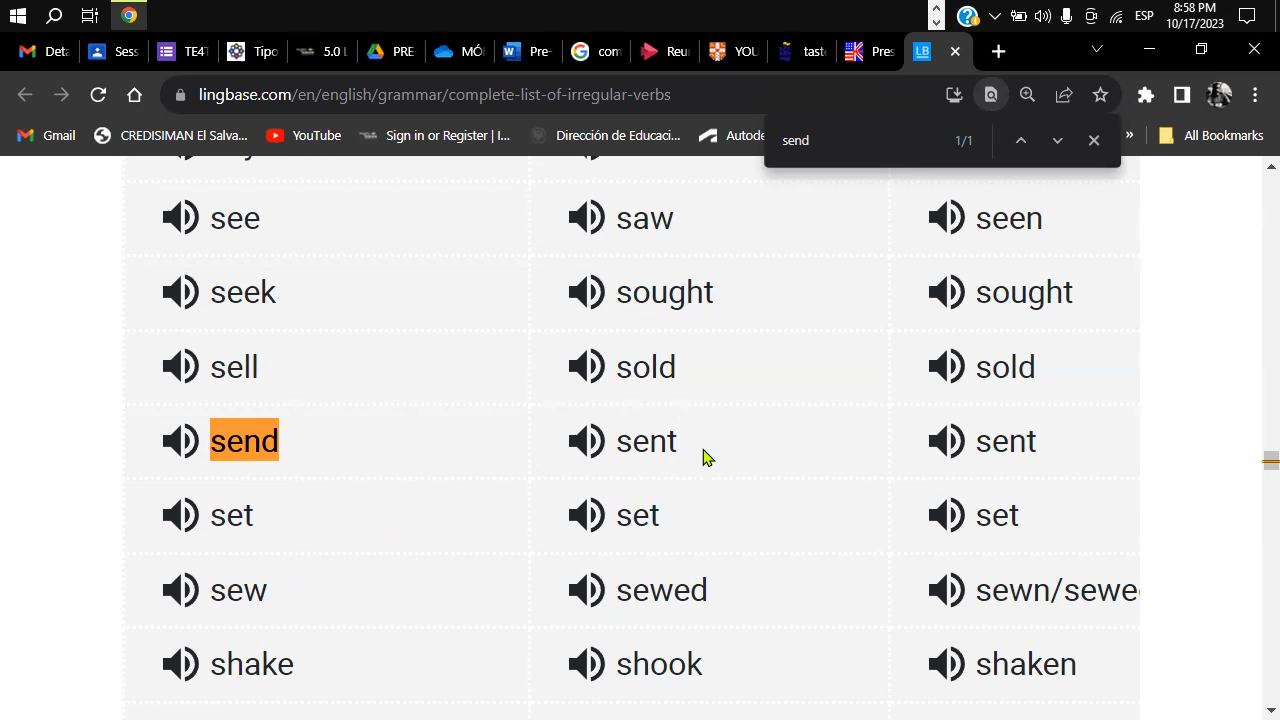 8:58 PM
ESP
10/17/2023
Deta
Sess
TE4T
Tipo
5.0 L
PRE
MÓ
Pre-
com
Reu
YOU
taste
Pres
LB
lingbase.com/en/english/grammar/complete-list-of-irregular-verbs
Gmail
CREDISIMAN El Salva...
YouTube
Sign in or Register | I...
Dirección de Educaci...
Autode
»
All Bookmarks
send
1/1
see saw seen
seek sought sought
sell sold sold
send sent sent
set set set
sew sewed sewn/sewe
shake shook shaken